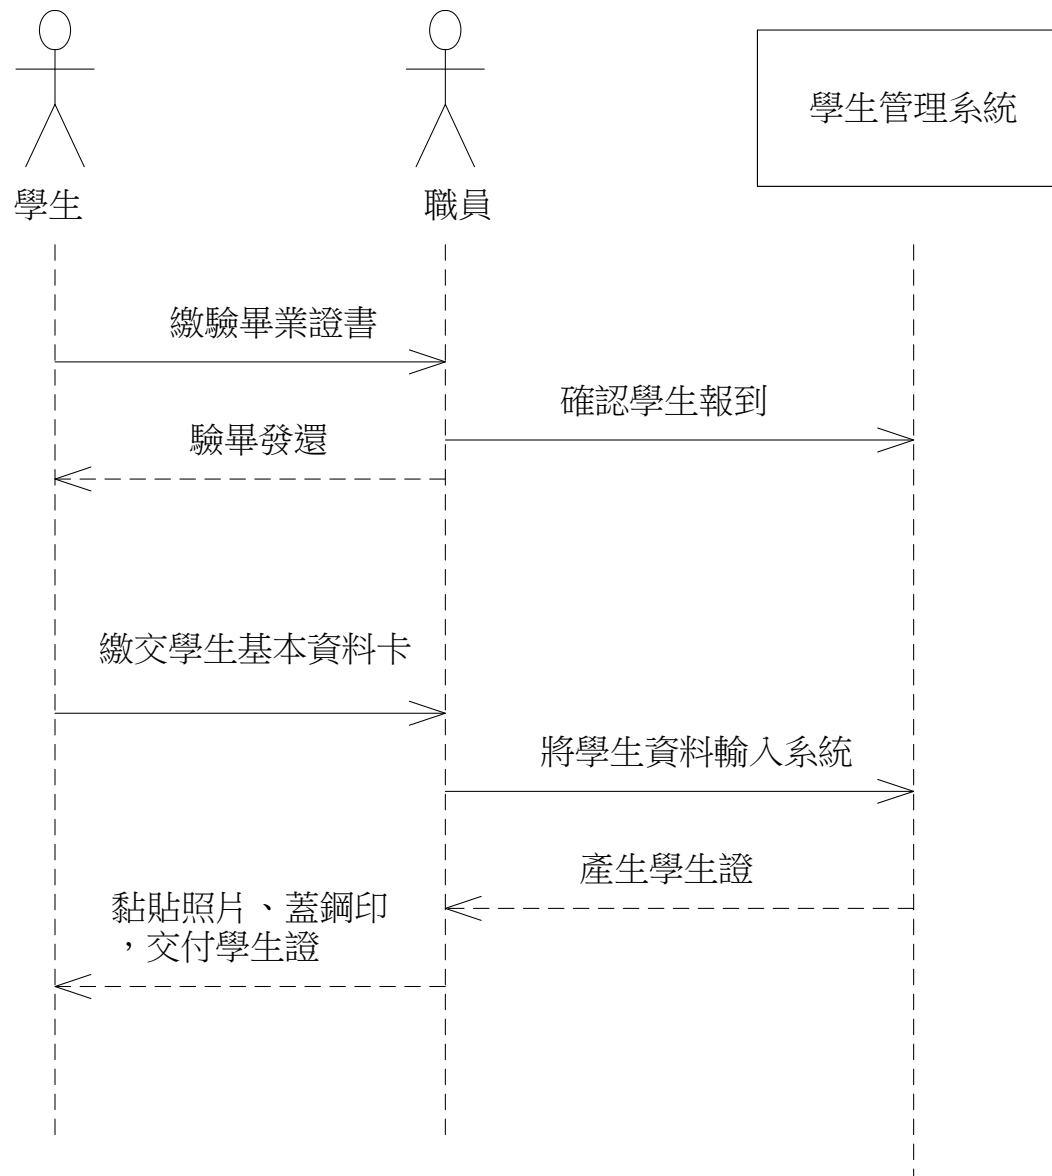 學生
職員
學生管理系統
繳驗畢業證書
確認學生報到
驗畢發還
繳交學生基本資料卡
將學生資料輸入系統
產生學生證
黏貼照片、蓋鋼印
，交付學生證